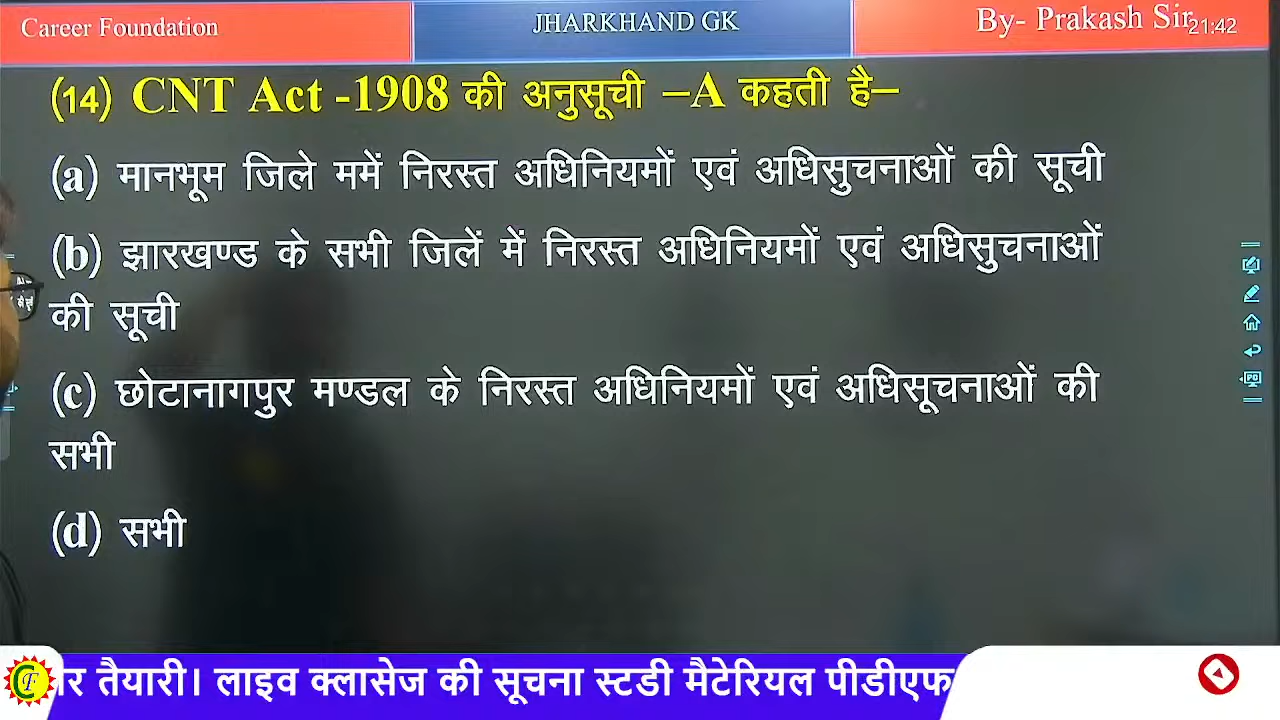 Career Foundation
JHARKHAND GK
By- Prakash Sir
21:42
(14) CNT Act -1908 की अनुसूची –A कहती है–
(a) मानभूम जिले ममें निरस्त अधिनियमों एवं अधिसुचनाओं की सूची
(b) झारखण्ड के सभी जिलें में निरस्त अधिनियमों एवं अधिसुचनाओं
की सूची
(c) छोटानागपुर मण्डल के निरस्त अधिनियमों एवं अधिसूचनाओं की
सभी
(d) सभी
तैयारी। लाइव क्लासेज की सूचना स्टडी मैटेरियल पीडीएफ